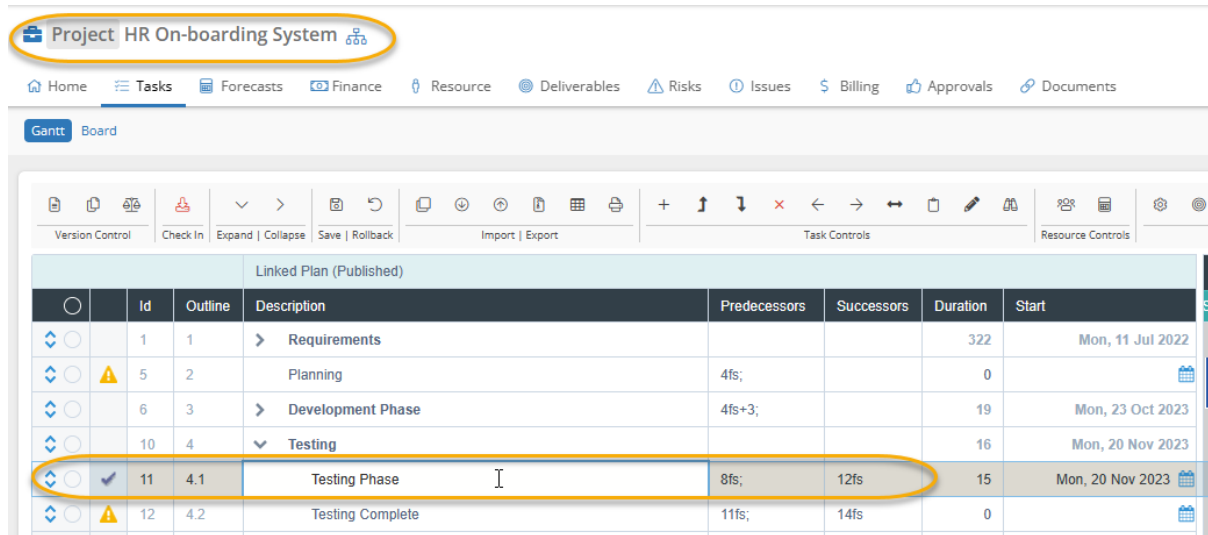 Project HR On-boarding System
Home Tasks Forecasts Finance Resource Deliverables Risks Issues Billing Approvals Documents
Gantt Board
Version Control Check In Expand | Collapse Save | Rollback Import | Export Task Controls Resource Controls
Linked Plan (Published)
Id Outline Description Predecessors Successors Duration Start
1 1 Requirements 322 Mon, 11 Jul 2022
5 2 Planning 4fs; 0
6 3 Development Phase 4fs+3; 19 Mon, 23 Oct 2023
10 4 Testing 16 Mon, 20 Nov 2023
11 4.1 Testing Phase 8fs; 12fs 15 Mon, 20 Nov 2023
12 4.2 Testing Complete 11fs; 14fs 0